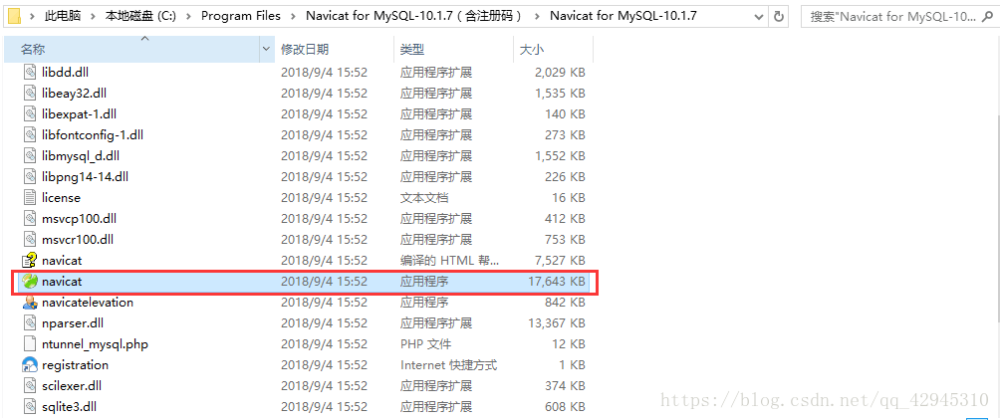 此电脑 › 本地磁盘 (C:) › Program Files › Navicat for MySQL-10.1.7（含注册码） › Navicat for MySQL-10.1.7 搜索"Navicat for MySQL-10...
名称 修改日期 类型 大小
libdd.dll 2018/9/4 15:52 应用程序扩展 2,029 KB
libeay32.dll 2018/9/4 15:52 应用程序扩展 1,535 KB
libexpat-1.dll 2018/9/4 15:52 应用程序扩展 140 KB
libfontconfig-1.dll 2018/9/4 15:52 应用程序扩展 273 KB
libmysql_d.dll 2018/9/4 15:52 应用程序扩展 1,552 KB
libpng14-14.dll 2018/9/4 15:52 应用程序扩展 226 KB
license 2018/9/4 15:52 文本文档 16 KB
msvcp100.dll 2018/9/4 15:52 应用程序扩展 412 KB
msvcr100.dll 2018/9/4 15:52 应用程序扩展 753 KB
navicat 2018/9/4 15:52 编译的 HTML 帮... 7,527 KB
navicat 2018/9/4 15:52 应用程序 17,643 KB
navicatelevation 2018/9/4 15:52 应用程序 842 KB
nparser.dll 2018/9/4 15:52 应用程序扩展 13,367 KB
ntunnel_mysql.php 2018/9/4 15:52 PHP 文件 12 KB
registration 2018/9/4 15:52 Internet 快捷方式 1 KB
scilexer.dll 2018/9/4 15:52 应用程序扩展 374 KB
sqlite3.dll 2018/9/4 15:52 应用程序扩展 608 KB
https://blog.csdn.net/qq_42945310